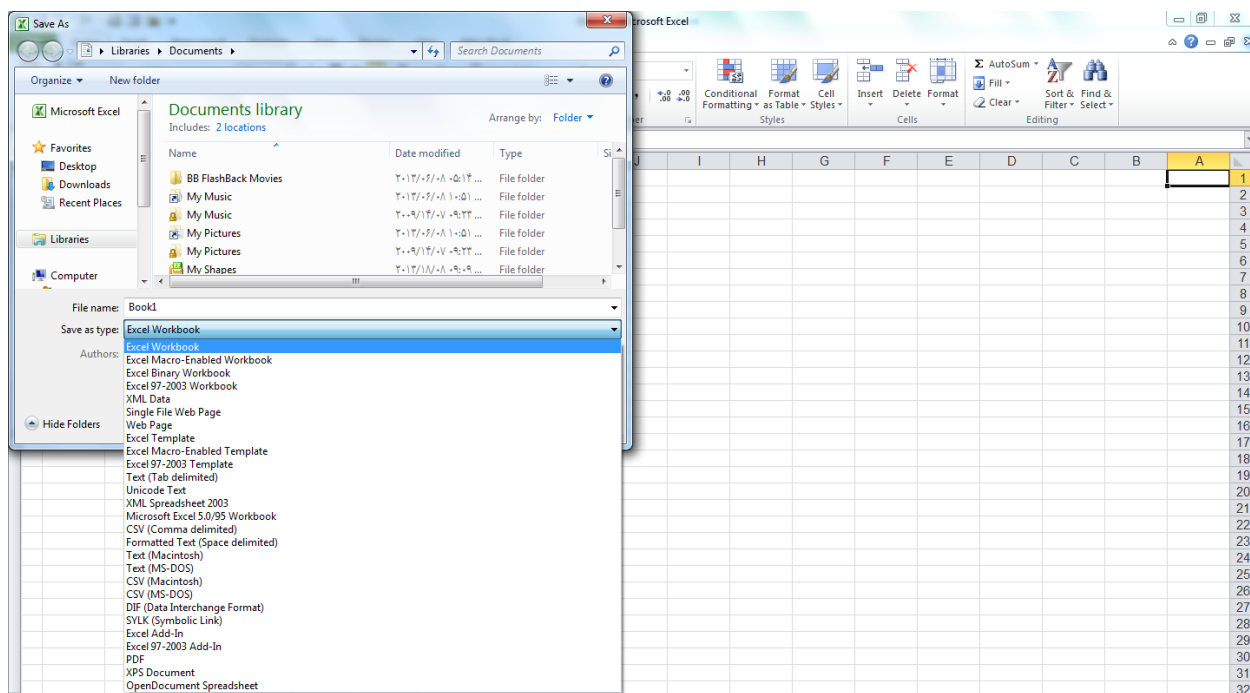 Save As
crosoft Excel
Libraries Documents
Search Documents
Organize New folder
AutoSum
Fill
Clear
Conditional Formatting
Format as Table
Cell Styles
Insert Delete Format
Sort & Filter
Find & Select
Styles Cells Editing
Microsoft Excel
Documents library
Includes: 2 locations
Arrange by: Folder
Favorites
Desktop
Downloads
Recent Places
Libraries
Computer
Name Date modified Type Si
BB FlashBack Movies File folder
My Music File folder
My Music File folder
My Pictures File folder
My Pictures File folder
My Shapes File folder
File name: Book1
Save as type: Excel Workbook
Authors:
Hide Folders
Excel Workbook
Excel Macro-Enabled Workbook
Excel Binary Workbook
Excel 97-2003 Workbook
XML Data
Single File Web Page
Web Page
Excel Template
Excel Macro-Enabled Template
Excel 97-2003 Template
Text (Tab delimited)
Unicode Text
XML Spreadsheet 2003
Microsoft Excel 5.0/95 Workbook
CSV (Comma delimited)
Formatted Text (Space delimited)
Text (Macintosh)
Text (MS-DOS)
CSV (Macintosh)
CSV (MS-DOS)
DIF (Data Interchange Format)
SYLK (Symbolic Link)
Excel Add-In
Excel 97-2003 Add-In
PDF
XPS Document
OpenDocument Spreadsheet
J I H G F E D C B A
1
2
3
4
5
6
7
8
9
10
11
12
13
14
15
16
17
18
19
20
21
22
23
24
25
26
27
28
29
30
31
32